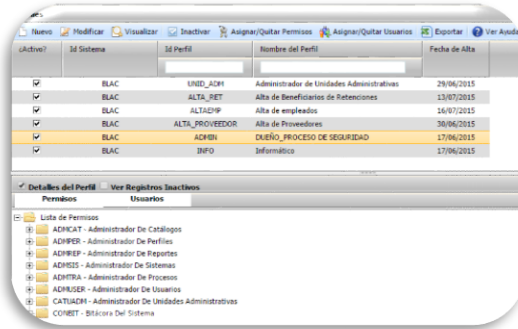 Nuevo Modificar Visualizar Inactivar Asignar/Quitar Permisos Asignar/Quitar Usuarios Exportar Ver Ayuda
¿Activo? Id Sistema Id Perfil Nombre del Perfil Fecha de Alta
BLAC UNID_ADM Administrador de Unidades Administrativas 29/06/2015
BLAC ALTA_RET Alta de Beneficiarios de Retenciones 13/07/2015
BLAC ALTAEMP Alta de empleados 16/07/2015
BLAC ALTA_PROVEEDOR Alta de Proveedores 30/06/2015
BLAC ADMIN DUEÑO_PROCESO DE SEGURIDAD 17/06/2015
BLAC INFO Informático 17/06/2015
Detalles del Perfil Ver Registros Inactivos
Permisos Usuarios
Lista de Permisos
ADMCAT - Administrador De Catálogos
ADMPER - Administrador De Perfiles
ADMREP - Administrador De Reportes
ADMSIS - Administrador De Sistemas
ADMTRA - Administrador De Procesos
ADMUSER - Administrador De Usuarios
CATUADM - Administrador De Unidades Administrativas
CONBIT - Bitácora Del Sistema